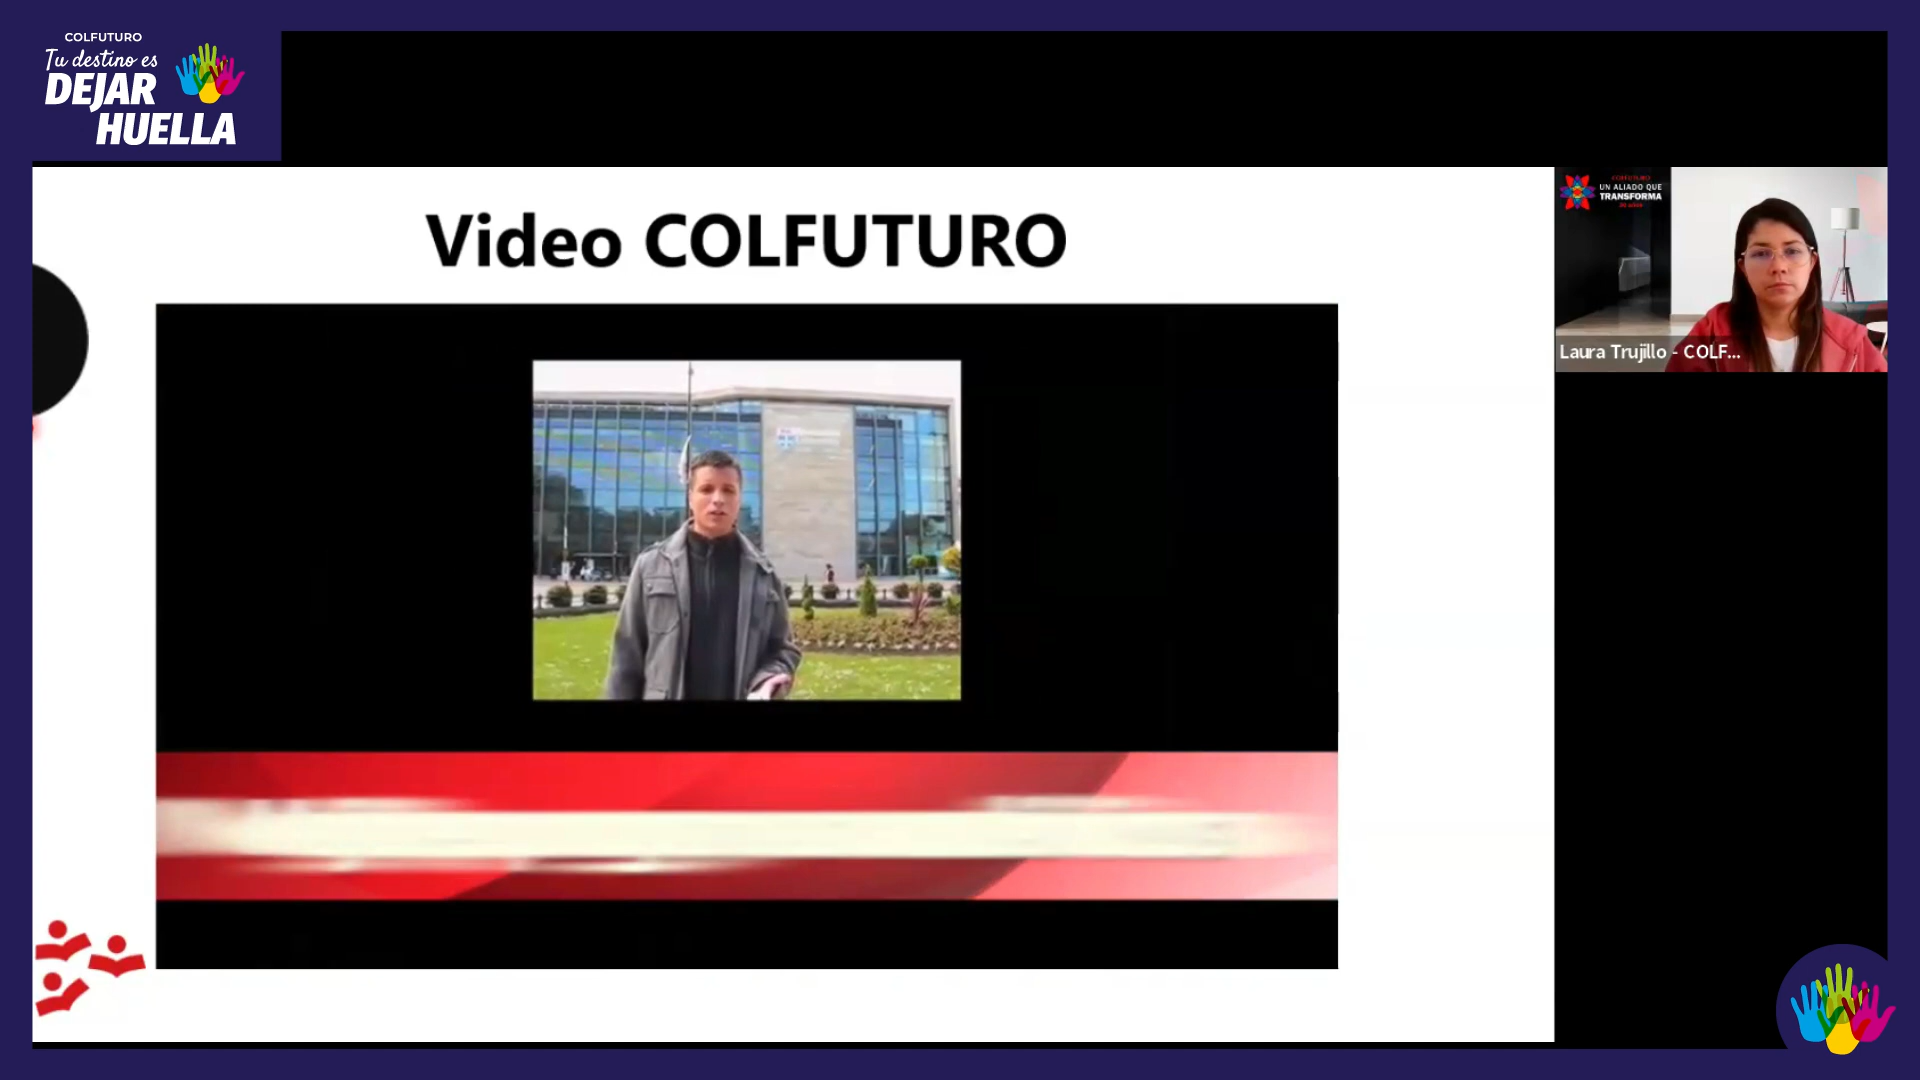 COLFUTURO
Tu destino es
DEJAR
HUELLA
Video COLFUTURO
UN ALIADO QUE
TRANSFORMA
Laura Trujillo - COLF...